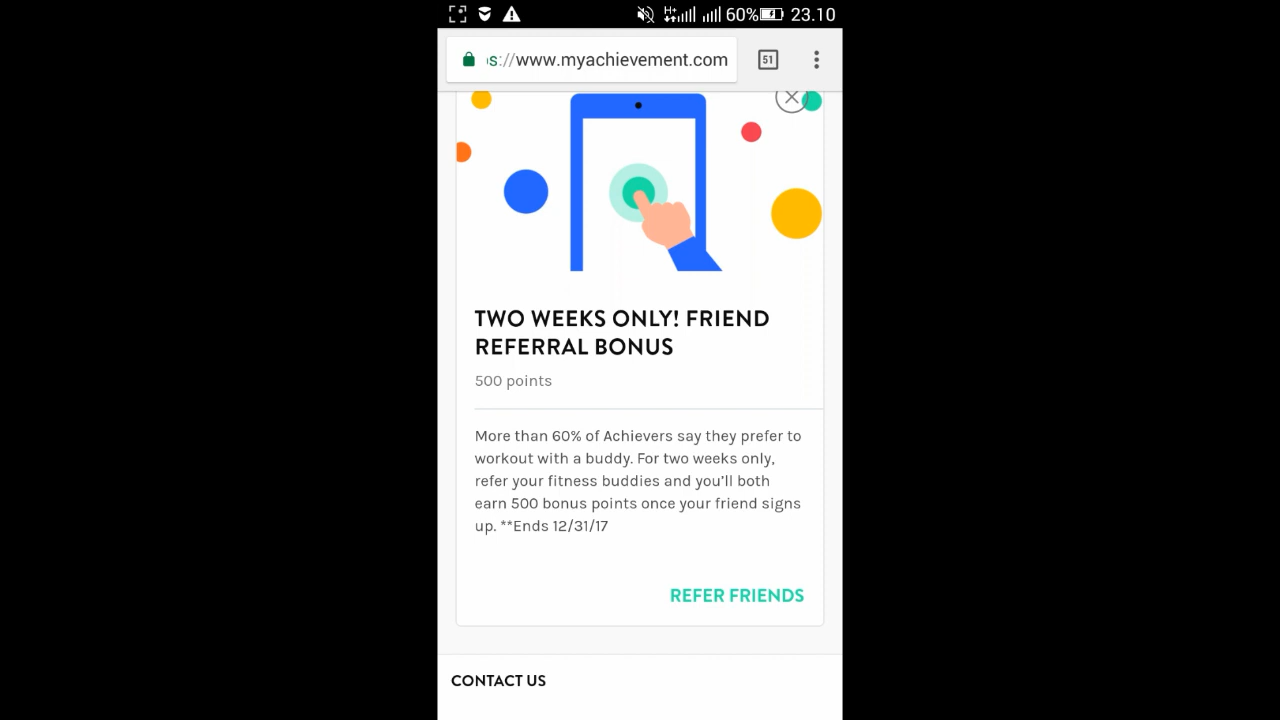 H+ 60% 23.10
s://www.myachievement.com 51
TWO WEEKS ONLY! FRIEND
REFERRAL BONUS
500 points
More than 60% of Achievers say they prefer to
workout with a buddy. For two weeks only,
refer your fitness buddies and you'll both
earn 500 bonus points once your friend signs
up. **Ends 12/31/17
REFER FRIENDS
CONTACT US